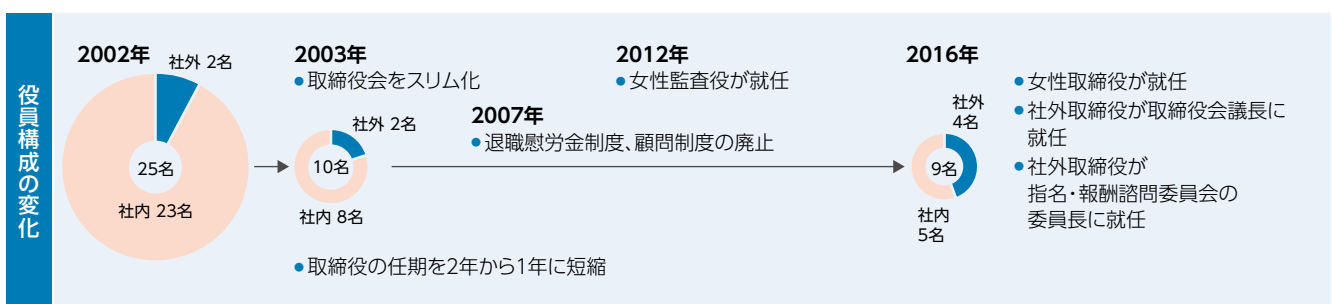 役員構成の変化
2002年
社外 2名
25名
社内 23名
2003年
●取締役会をスリム化
社外 2名
10名
社内 8名
●取締役の任期を2年から1年に短縮
2007年
●退職慰労金制度、顧問制度の廃止
2012年
●女性監査役が就任
2016年
社外
4名
9名
社内
5名
●女性取締役が就任
●社外取締役が取締役会議長に
就任
●社外取締役が
指名・報酬諮問委員会の
委員長に就任